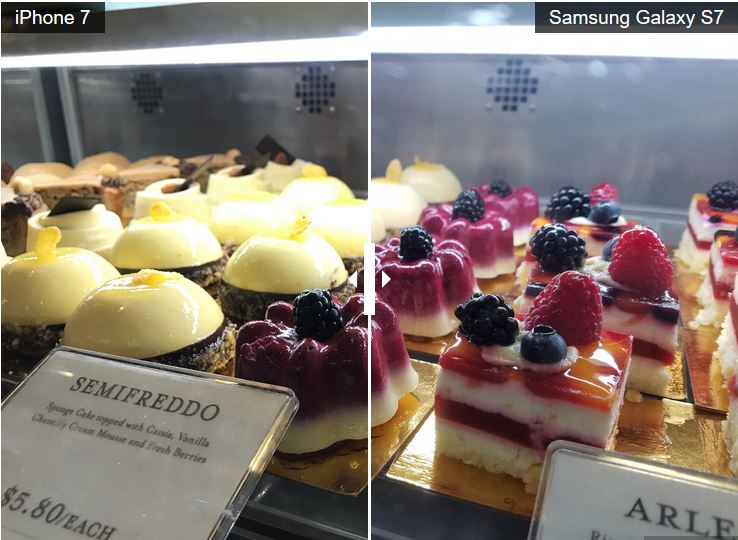 iPhone 7
Samsung Galaxy S7
SEMIFREDDO
Sponge Cake topped with Cassis, Vanilla
Chantilly Cream Mousse and Fresh Berries
$5.80/EACH
ARLE